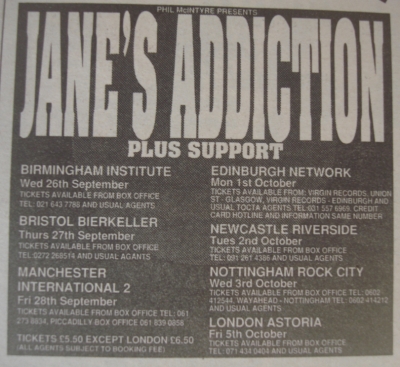 PHIL McINTYRE PRESENTS
JANE'S ADDICTION
PLUS SUPPORT
BIRMINGHAM INSTITUTE
Wed 26th September
TICKETS AVAILABLE FROM BOX OFFICE
TEL: 021 643 7788 AND USUAL AGENTS
BRISTOL BIERKELLER
Thurs 27th September
TICKETS AVAILABLE FROM BOX OFFICE
TEL 0272 268514 AND USUAL AGANTS
MANCHESTER
INTERNATIONAL 2
Fri 28th September
TICKETS AVAILABLE FROM BOX OFFICE TEL: 061
273 8834, PICCADILLY BOX OFFICE 061 839 0858
TICKETS £5.50 EXCEPT LONDON £6.50
(ALL AGENTS SUBJECT TO BOOKING FEE)
EDINBURGH NETWORK
Mon 1st October
TICKETS AVAILABLE FROM: VIRGIN RECORDS, UNION
ST - GLASGOW, VIRGIN RECORDS - EDINBURGH AND
USUAL TOCTA AGENTS TEL:031 557 6969. CREDIT
CARD HOTLINE AND INFORMATION SAME NUMBER
NEWCASTLE RIVERSIDE
Tues 2nd October
TICKETS AVAILABLE FROM BOX OFFICE
TEL: 091 261 4386 AND USUAL AGENTS
NOTTINGHAM ROCK CITY
Wed 3rd October
TICKETS AVAILABLE FROM BOX OFFICE, TEL: 0602-
412544, WAYAHEAD - NOTTINGHAM TEL: 0602-414212
AND USUAL AGENTS
LONDON ASTORIA
Fri 5th October
TICKETS AVAILABLE FROM BOX OFFICE
TEL: 071 434 0404 AND USUAL AGENTS